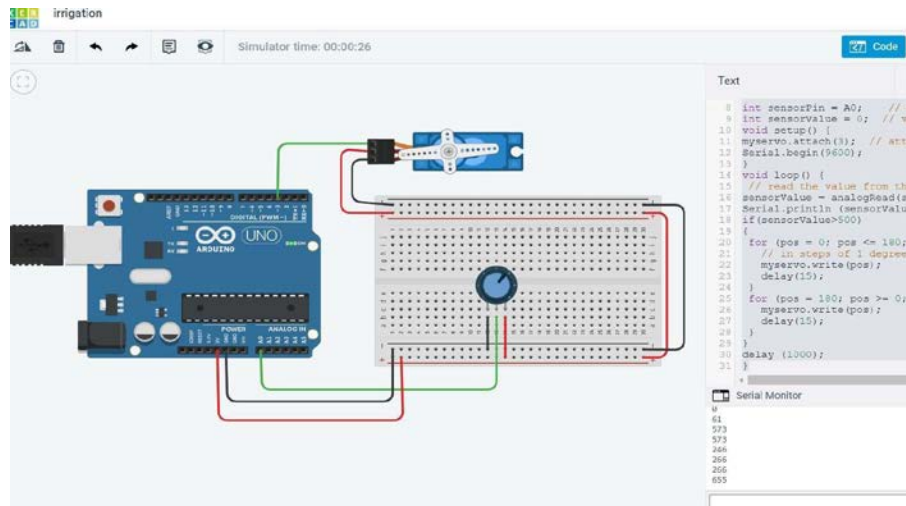 irrigation
Simulator time: 00:00:26
Code
Text
8 int sensorPin = A0; //
9 int sensorValue = 0; // v
10 void setup() {
11 myservo.attach(3); // att
12 Serial.begin(9600);
13 }
14 void loop() {
15 // read the value from th
16 sensorValue = analogRead(s
17 Serial.println (sensorValu
18 if(sensorValue>500)
19 {
20 for (pos = 0; pos <= 180;
21 // in steps of 1 degree
22 myservo.write(pos);
23 delay(15);
24 }
25 for (pos = 180; pos >= 0;
26 myservo.write(pos);
27 delay(15);
28 }
29 }
30 delay (1000);
31 }
Serial Monitor
0
61
573
573
246
266
266
655
DIGITAL (PWM~)
UNO
ARDUINO
POWER
ANALOG IN